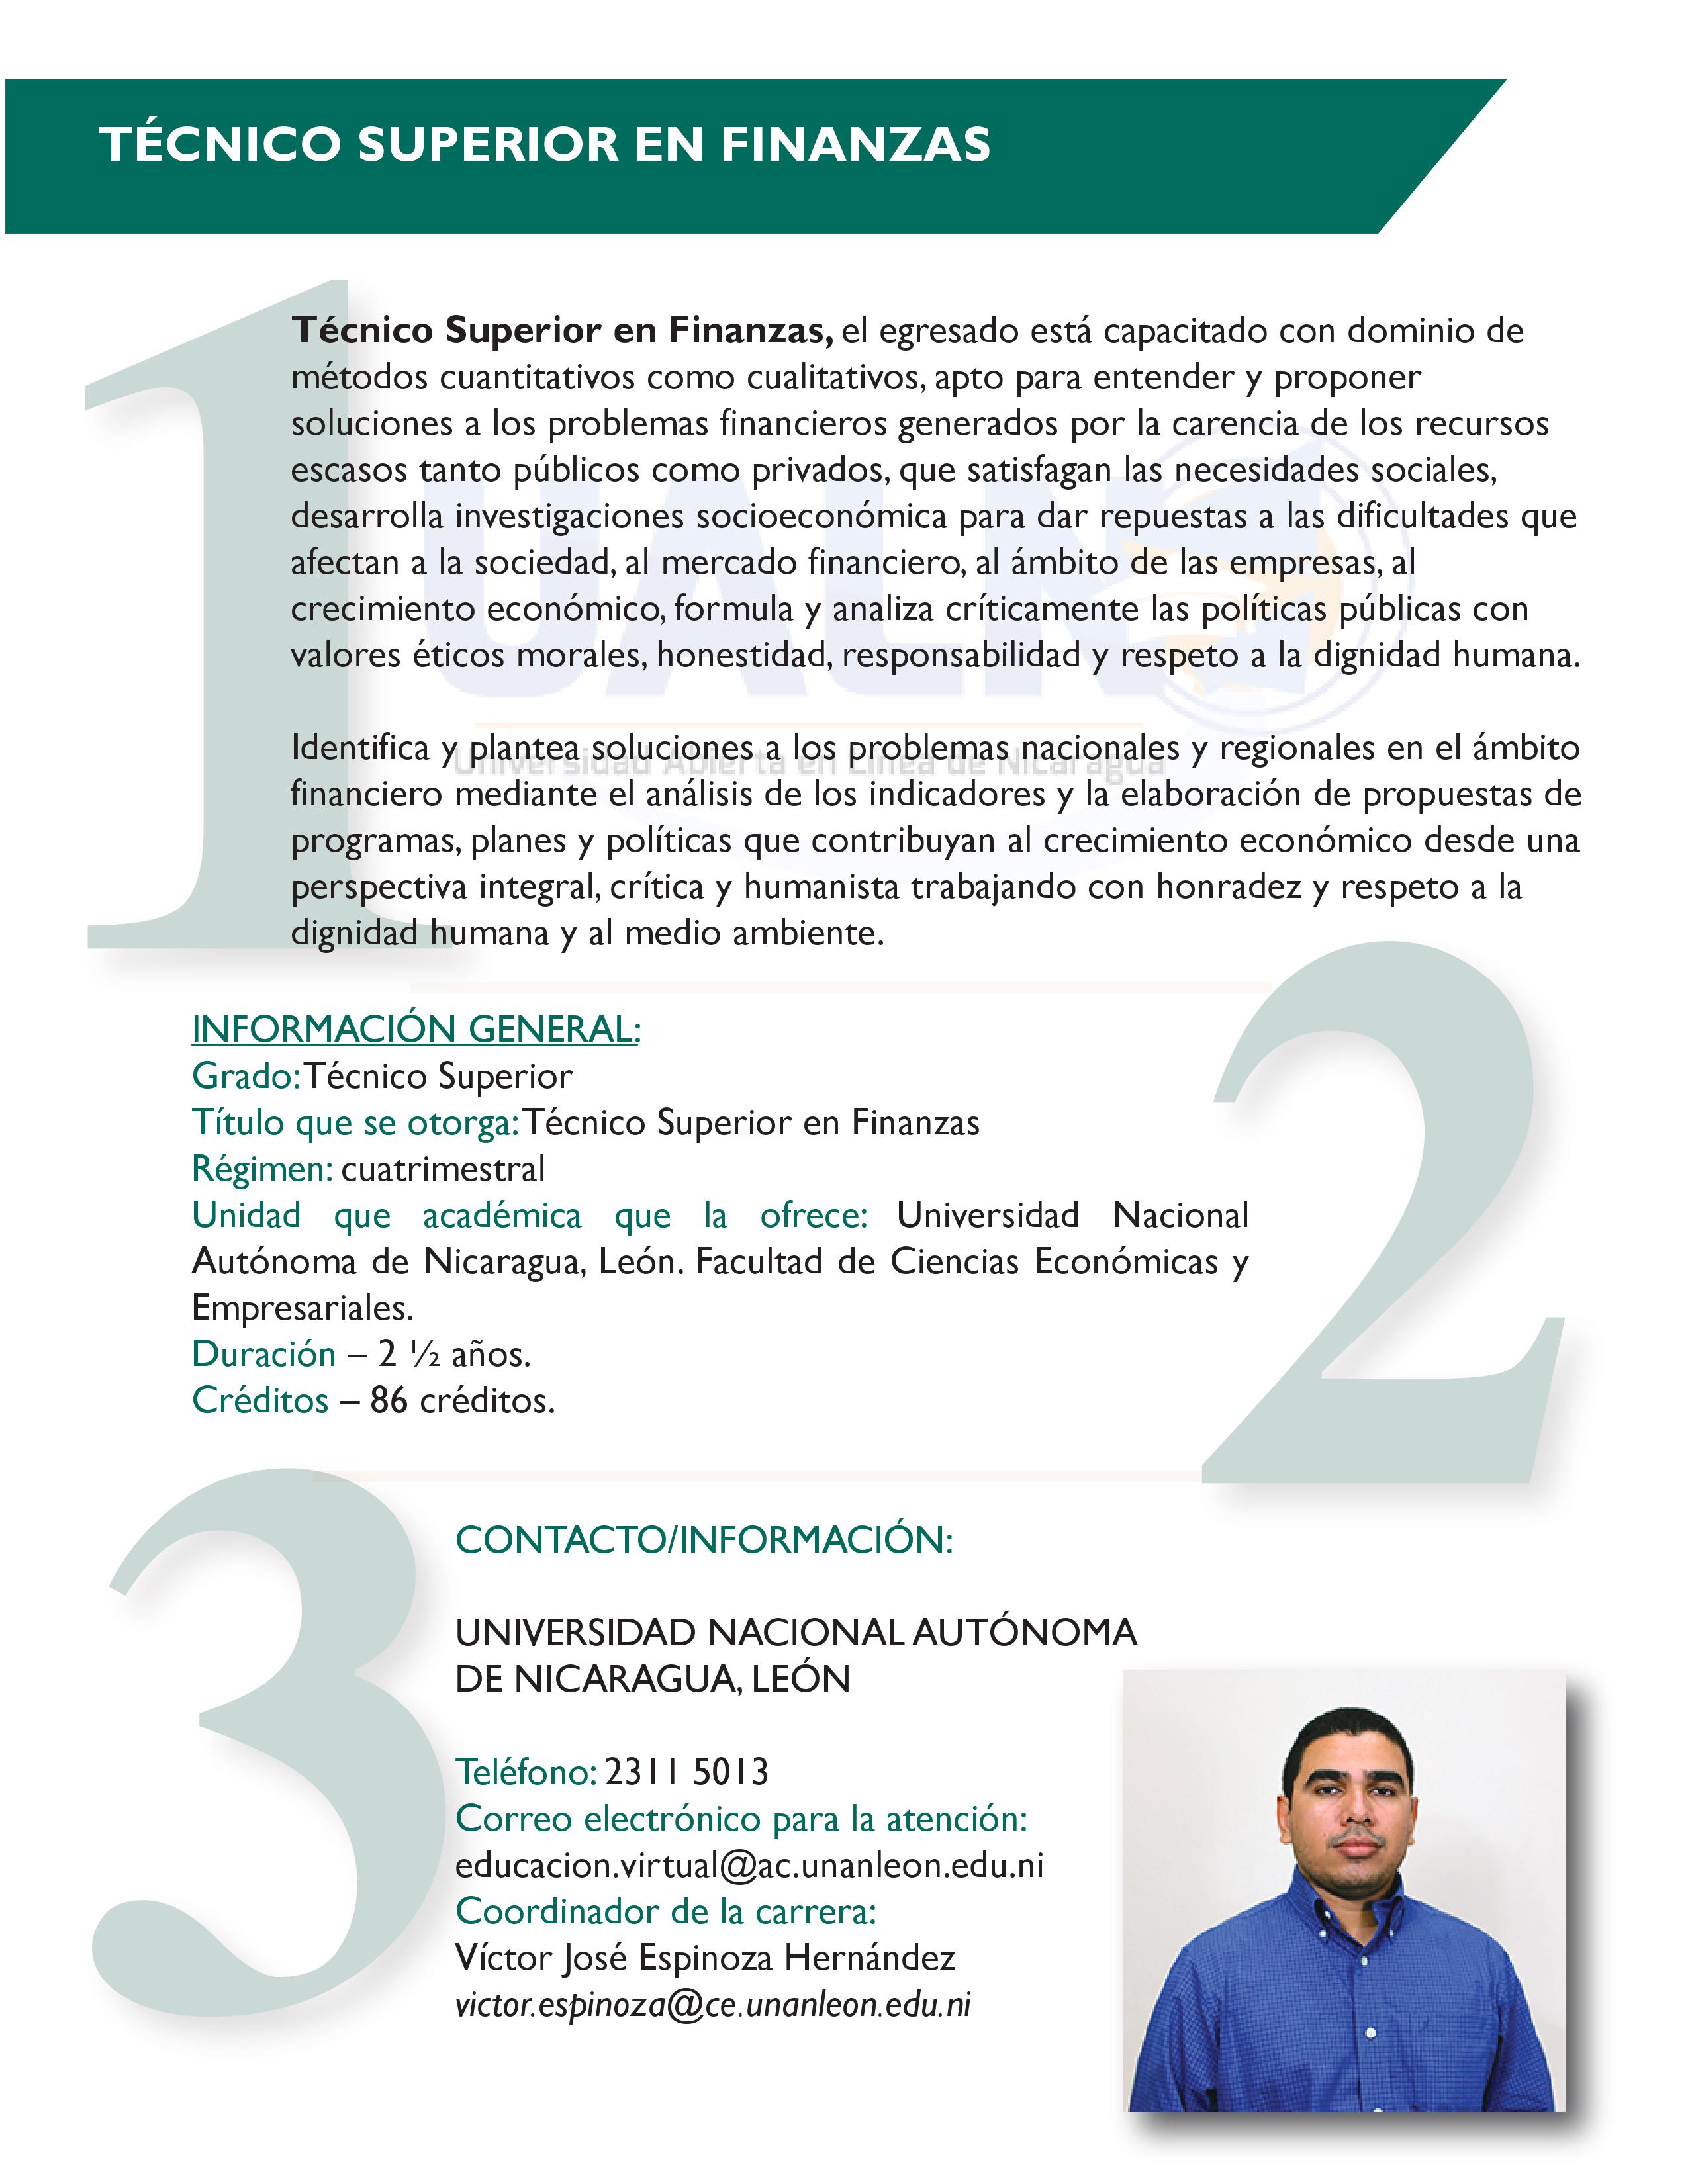 TÉCNICO SUPERIOR EN FINANZAS
1
Técnico Superior en Finanzas, el egresado está capacitado con dominio de
métodos cuantitativos como cualitativos, apto para entender y proponer
soluciones a los problemas financieros generados por la carencia de los recursos
escasos tanto públicos como privados, que satisfagan las necesidades sociales,
desarrolla investigaciones socioeconómica para dar repuestas a las dificultades que
afectan a la sociedad, al mercado financiero, al ámbito de las empresas, al
crecimiento económico, formula y analiza críticamente las políticas públicas con
valores éticos morales, honestidad, responsabilidad y respeto a la dignidad humana.
UALN
Universidad Abierta en Línea de Nicaragua
Identifica y plantea soluciones a los problemas nacionales y regionales en el ámbito
financiero mediante el análisis de los indicadores y la elaboración de propuestas de
programas, planes y políticas que contribuyan al crecimiento económico desde una
perspectiva integral, crítica y humanista trabajando con honradez y respeto a la
dignidad humana y al medio ambiente.
2
INFORMACIÓN GENERAL:
Grado: Técnico Superior
Título que se otorga: Técnico Superior en Finanzas
Régimen: cuatrimestral
Unidad que académica que la ofrece: Universidad Nacional
Autónoma de Nicaragua, León. Facultad de Ciencias Económicas y
Empresariales.
Duración – 2 ½ años.
Créditos – 86 créditos.
3
CONTACTO/INFORMACIÓN:
UNIVERSIDAD NACIONAL AUTÓNOMA
DE NICARAGUA, LEÓN
Teléfono: 2311 5013
Correo electrónico para la atención:
educacion.virtual@ac.unanleon.edu.ni
Coordinador de la carrera:
Víctor José Espinoza Hernández
victor.espinoza@ce.unanleon.edu.ni